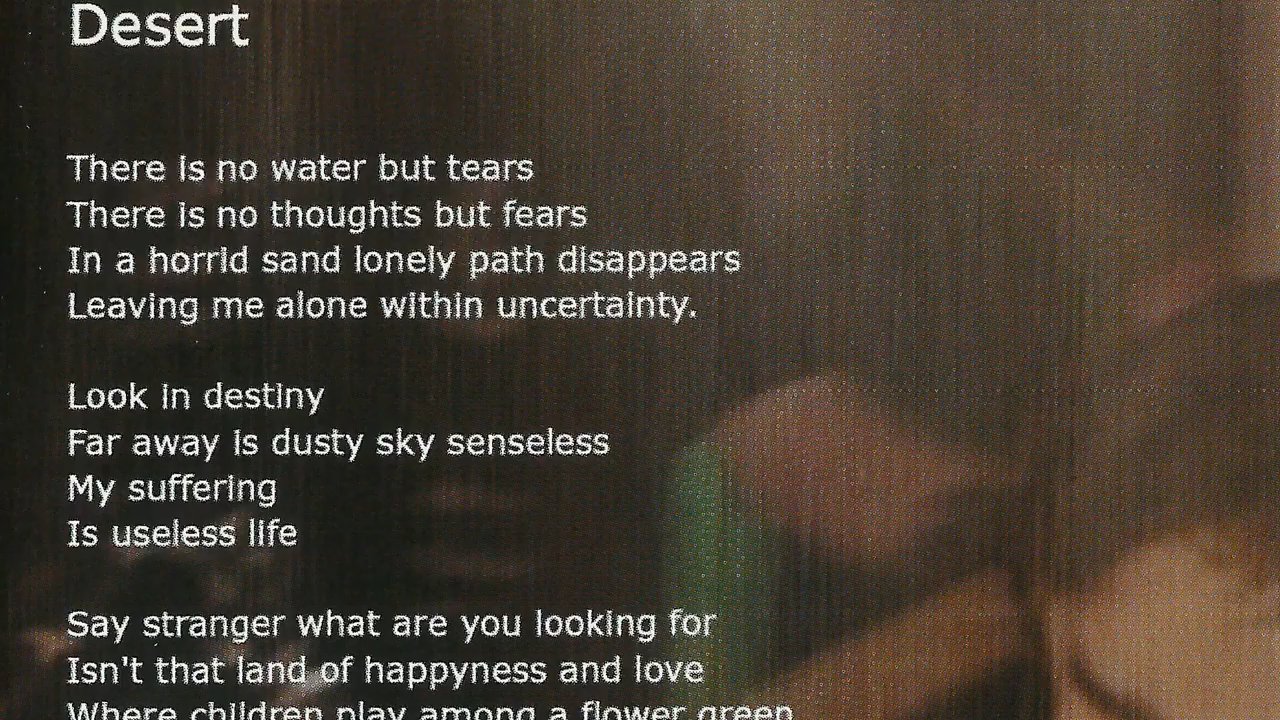 Desert
There is no water but tears
There is no thoughts but fears
In a horrid sand lonely path disappears
Leaving me alone within uncertainty.
Look in destiny
Far away is dusty sky senseless
My suffering
Is useless life
Say stranger what are you looking for
Isn't that land of happyness and love
Where children play among a flower green